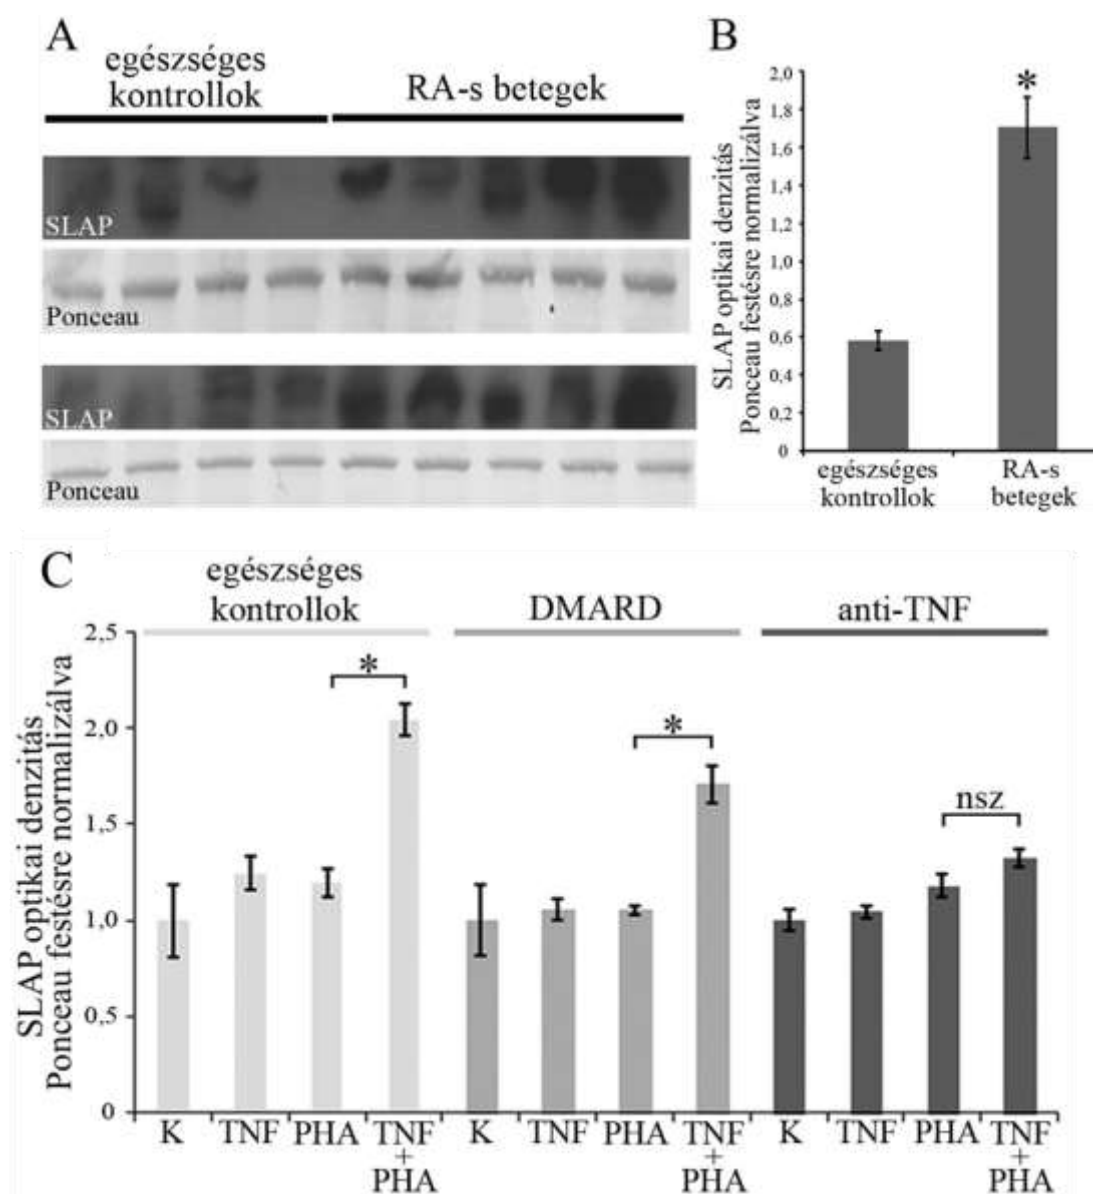 A
egészséges
kontrollok
RA-s betegek
SLAP
Ponceau
SLAP
Ponceau
B
SLAP optikai denzitás
Ponceau festésre normalizálva
2,0
1,8
1,6
1,4
1,2
1,0
0,8
0,6
0,4
0,2
0
*
egészséges
kontrollok
RA-s
betegek
C
egészséges
kontrollok
DMARD
anti-TNF
SLAP optikai denzitás
Ponceau festésre normalizálva
2,5
2,0
1,5
1,0
0,5
0
*
*
nsz
K
TNF
PHA
TNF
+
PHA
K
TNF
PHA
TNF
+
PHA
K
TNF
PHA
TNF
+
PHA